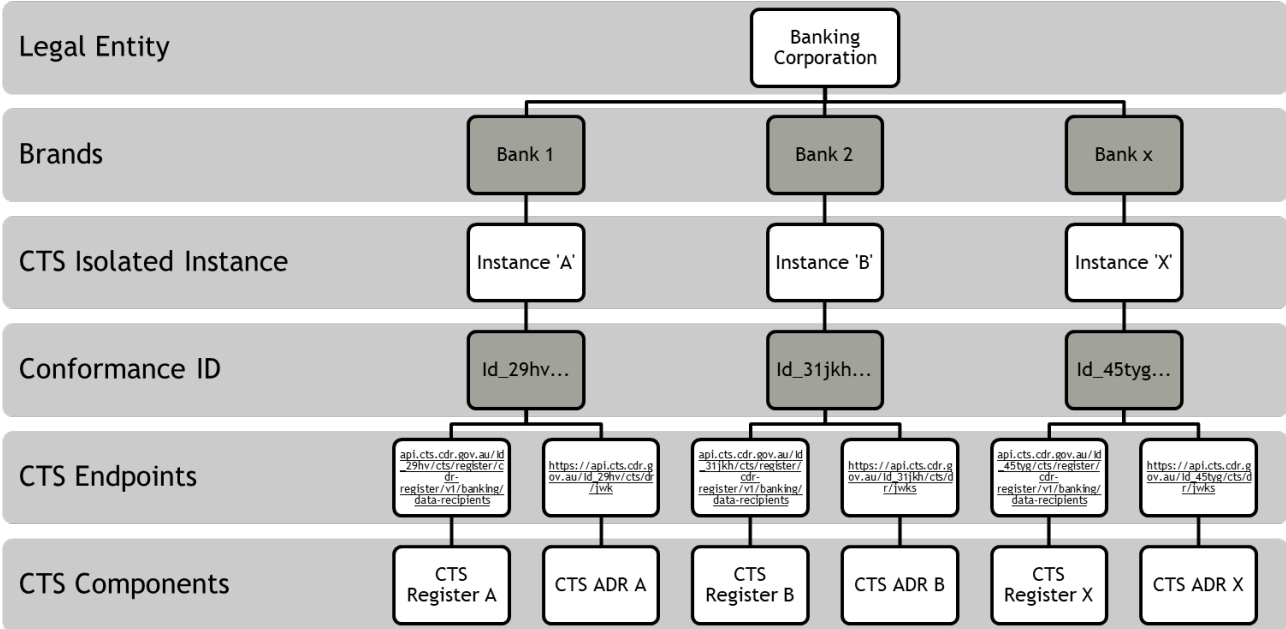 Legal Entity
Banking
Corporation
Brands
Bank 1
Bank 2
Bank x
CTS Isolated Instance
Instance 'A'
Instance 'B'
Instance 'X'
Conformance ID
Id_29hv...
Id_31jkh...
Id_45tyg...
CTS Endpoints
api.cts.cdr.gov.au/Id
_29hv/cts/register/c
dr-
register/v1/banking/
data-recipients
https://api.cts.cdr.g
ov.au/Id_29hv/cts/dr
/jwk
api.cts.cdr.gov.au/Id
_31jkh/cts/register/
cdr-
register/v1/banking/
data-recipients
https://api.cts.cdr.g
ov.au/Id_31jkh/cts/d
r/jwks
api.cts.cdr.gov.au/Id
_45tyg/cts/register/
cdr-
register/v1/banking/
data-recipients
https://api.cts.cdr.g
ov.au/Id_45tyg/cts/d
r/jwks
CTS Components
CTS
Register A
CTS ADR A
CTS
Register B
CTS ADR B
CTS
Register X
CTS ADR X